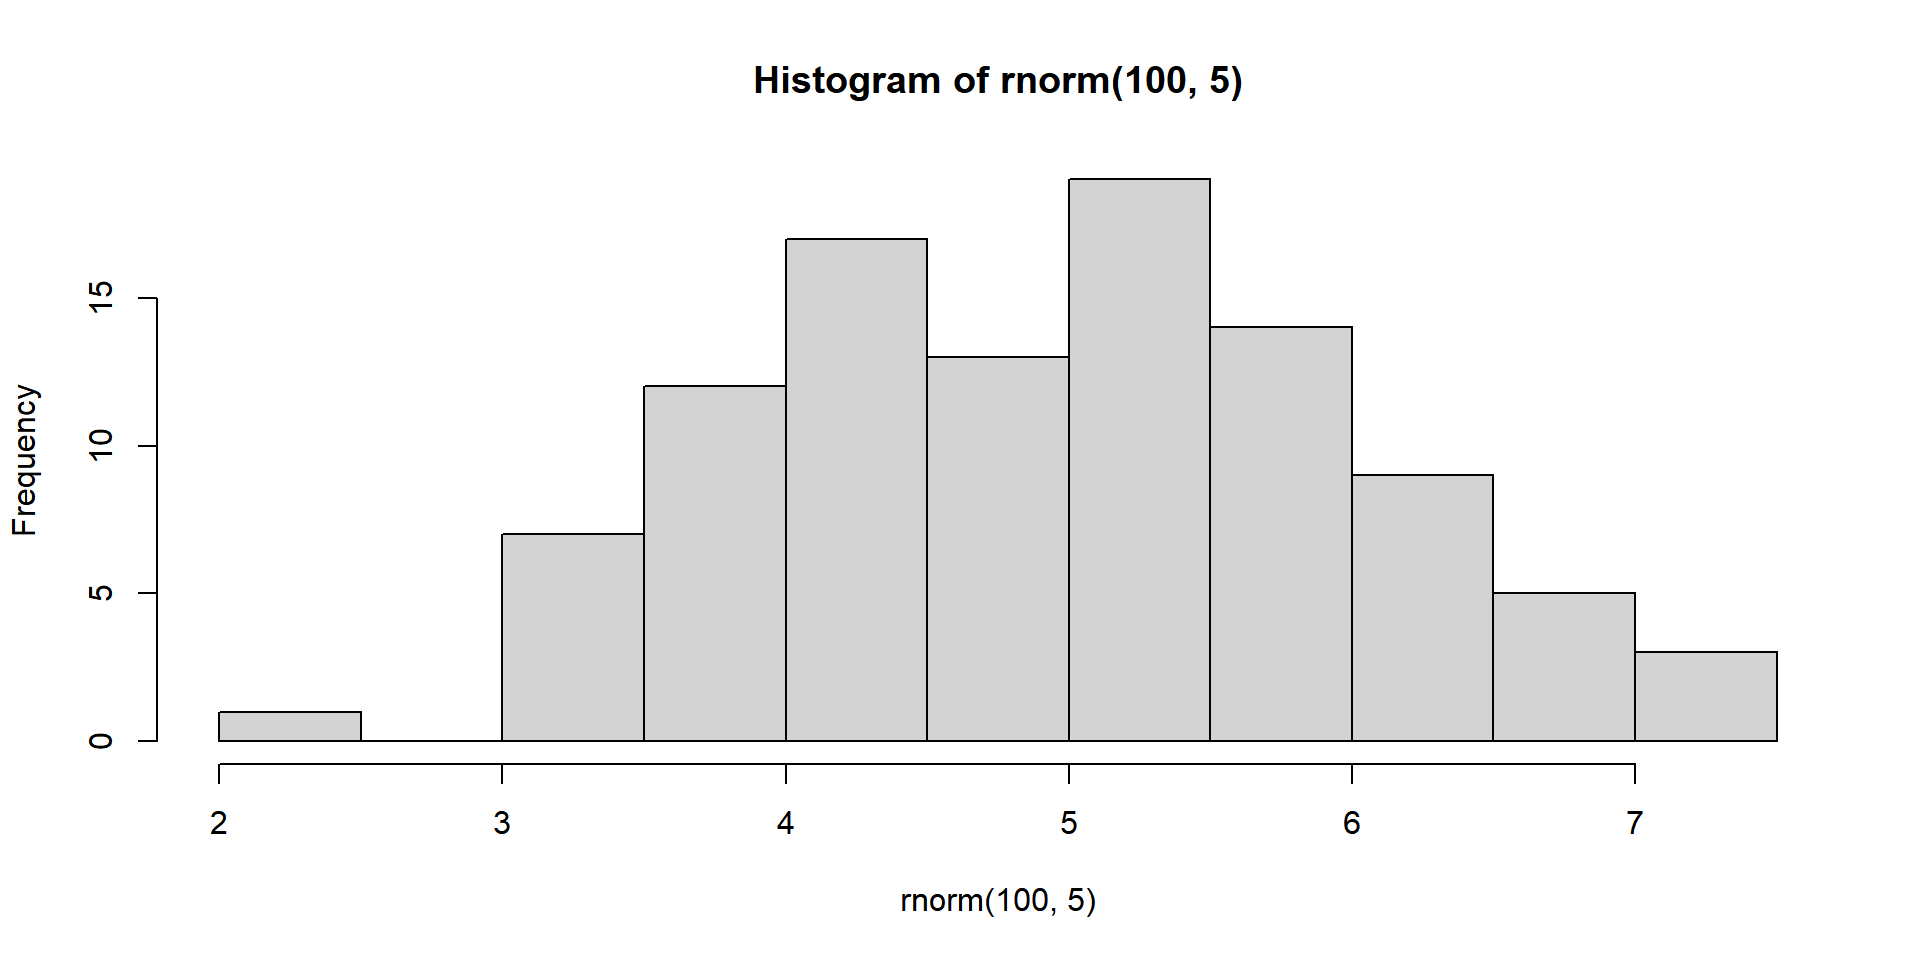 Histogram of rnorm(100, 5)
Frequency
15
10
5
0
2 3 4 5 6 7
rnorm(100, 5)